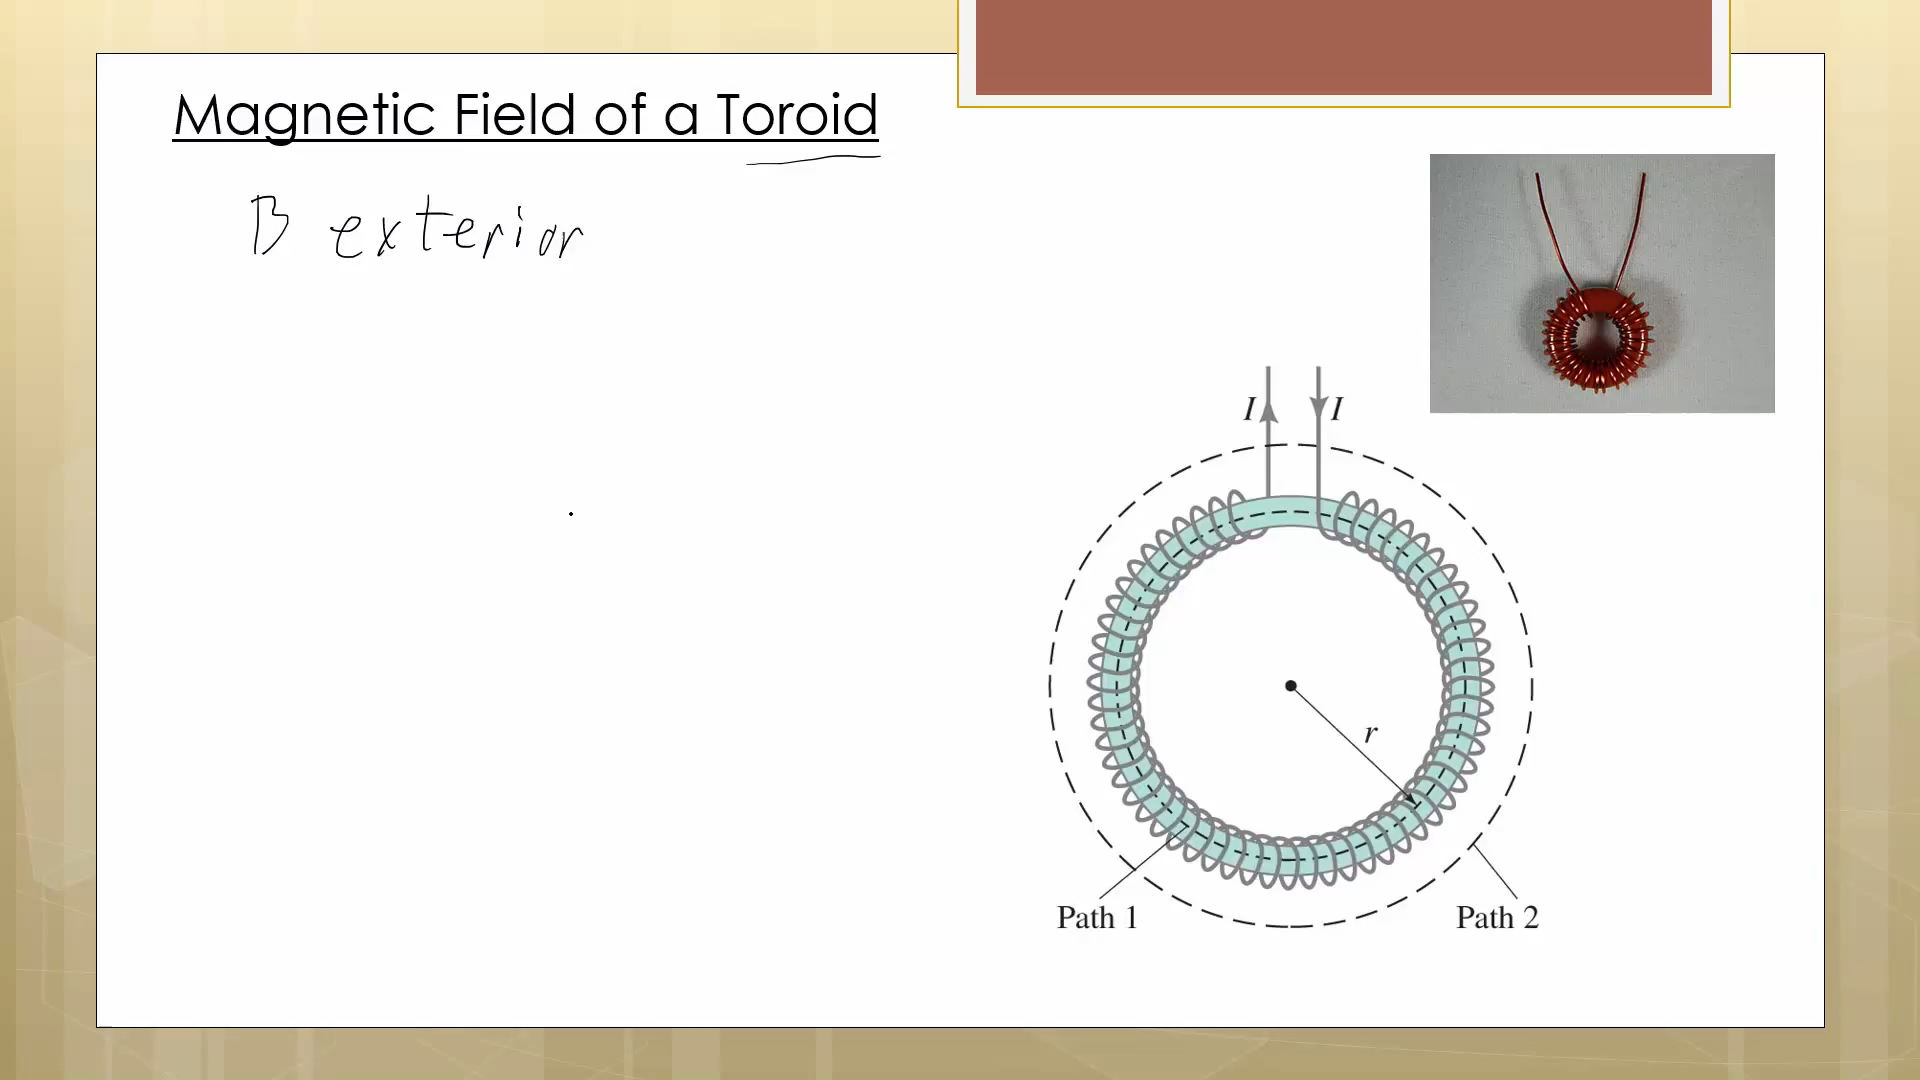 Magnetic Field of a Toroid
B exterior
I I
r
Path 1 Path 2